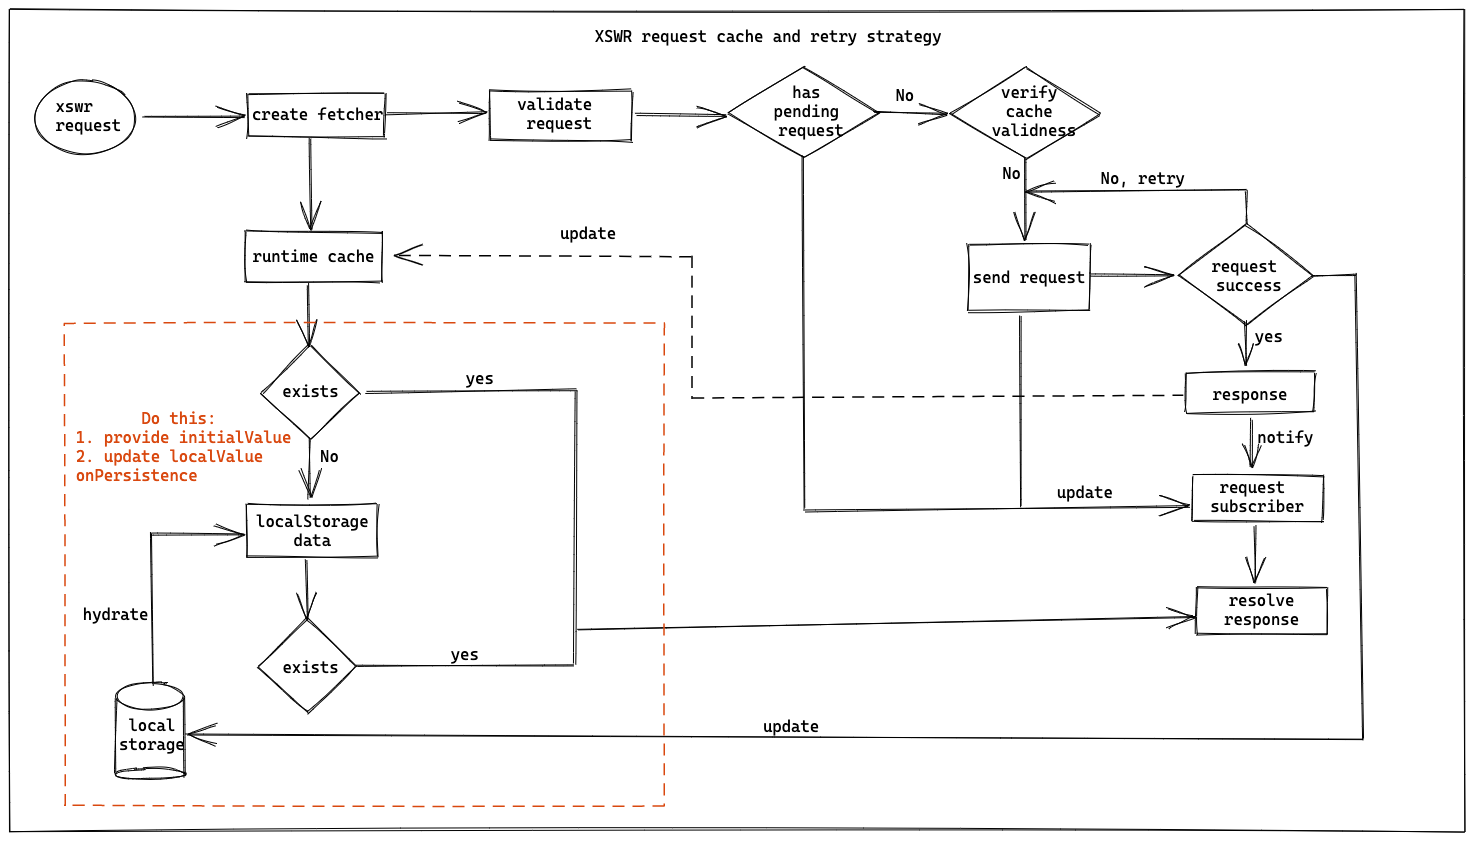 XSWR request cache and retry strategy
xswr
request
create fetcher
validate
request
has
pending
request
No
verify
cache
validness
No
No, retry
runtime cache
update
send request
request
success
yes
exists
yes
response
Do this:
1. provide initialValue
2. update localValue
onPersistence
No
notify
localStorage
data
update
request
subscriber
hydrate
resolve
response
exists
yes
local
storage
update